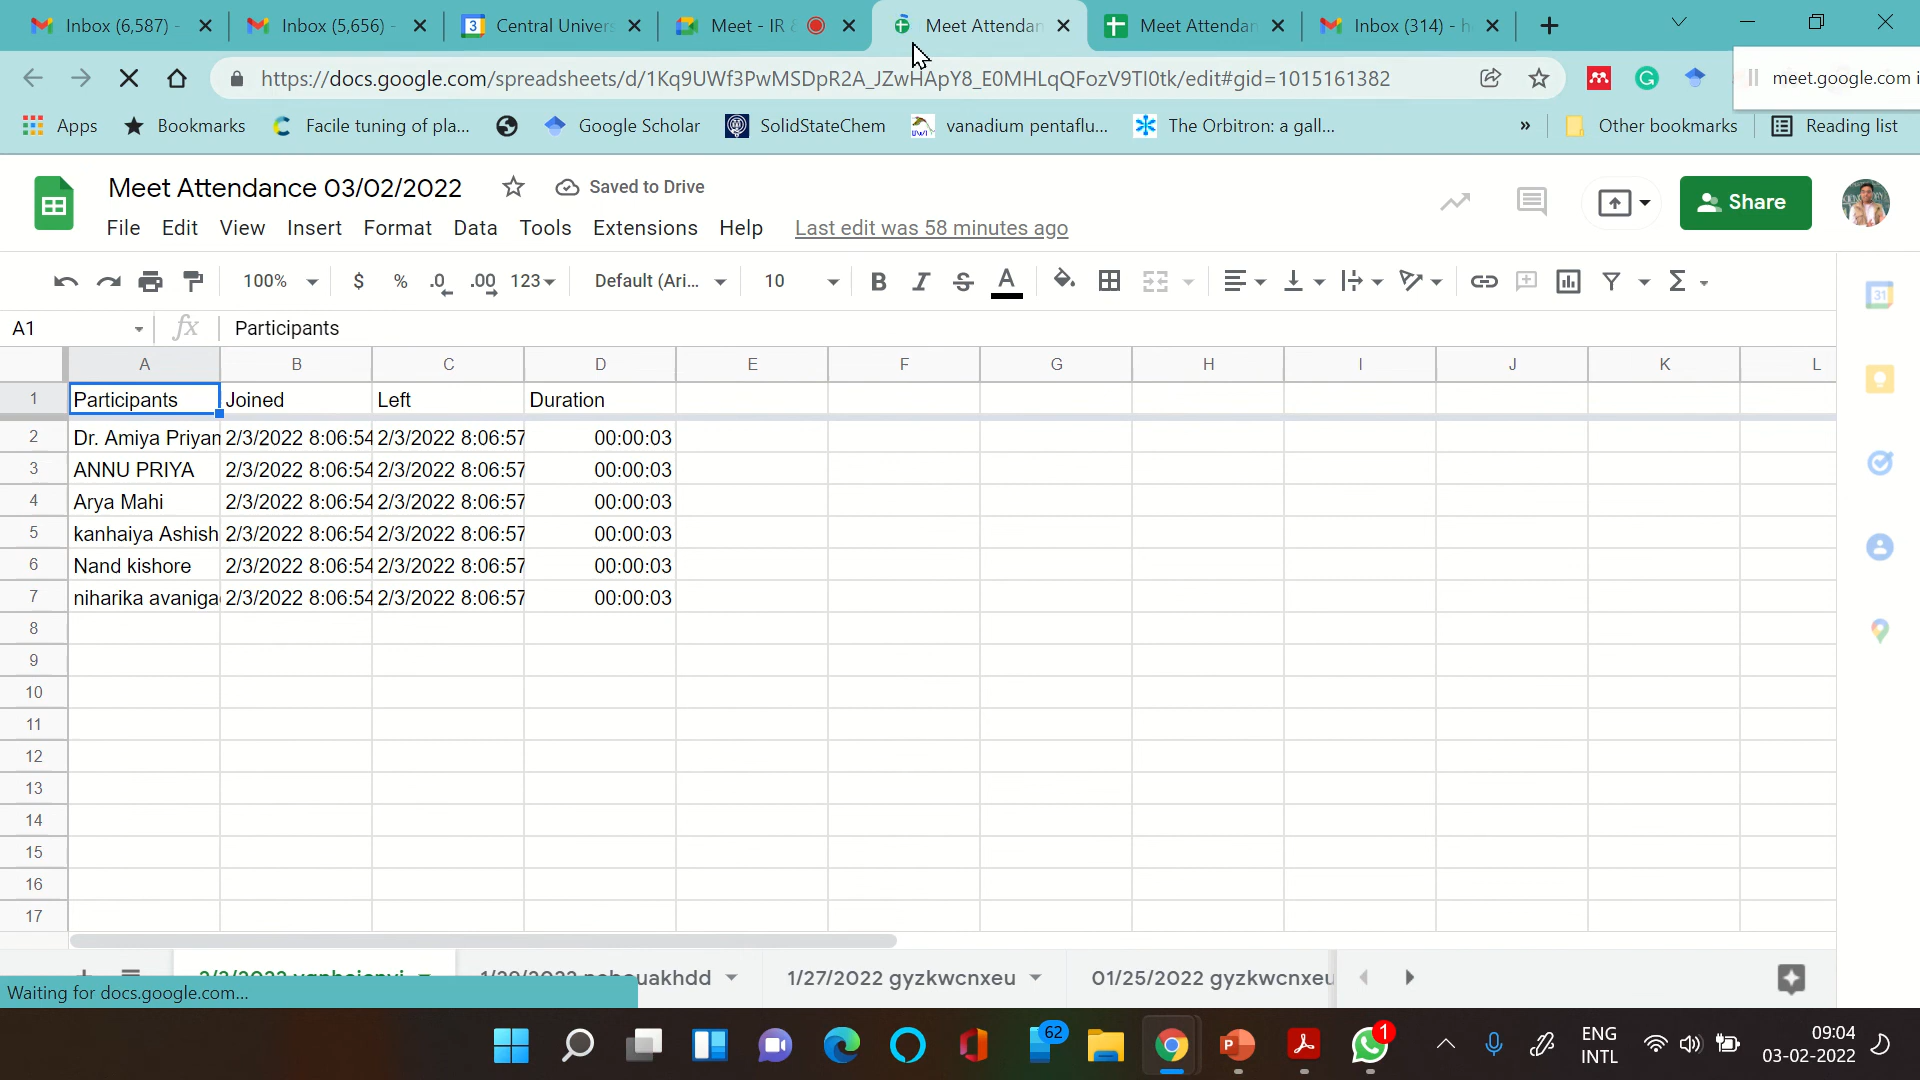 Inbox (6,587) -
Inbox (5,656) -
Central Univers
Meet - IR &
Meet Attendan
Meet Attendan
Inbox (314) - h
https://docs.google.com/spreadsheets/d/1Kq9UWf3PwMSDpR2A_JZwHApY8_E0MHLqQFozV9TI0tk/edit#gid=1015161382
meet.google.com i
Apps
Bookmarks
Facile tuning of pla...
Google Scholar
SolidStateChem
vanadium pentaflu...
The Orbitron: a gall...
»
Other bookmarks
Reading list
Meet Attendance 03/02/2022
Saved to Drive
Share
File Edit View Insert Format Data Tools Extensions Help
Last edit was 58 minutes ago
100% $ % .0 .00 123 Default (Ari... 10 B I S A Σ
A1 fx Participants
A B C D E F G H I J K L
1 Participants Joined Left Duration
2 Dr. Amiya Priyam 2/3/2022 8:06:54 2/3/2022 8:06:57 00:00:03
3 ANNU PRIYA 2/3/2022 8:06:54 2/3/2022 8:06:57 00:00:03
4 Arya Mahi 2/3/2022 8:06:54 2/3/2022 8:06:57 00:00:03
5 kanhaiya Ashish 2/3/2022 8:06:54 2/3/2022 8:06:57 00:00:03
6 Nand kishore 2/3/2022 8:06:54 2/3/2022 8:06:57 00:00:03
7 niharika avaniga 2/3/2022 8:06:54 2/3/2022 8:06:57 00:00:03
8
9
10
11
12
13
14
15
16
17
31
1/27/2022 gyzkwcnxeu
01/25/2022 gyzkwcnxeu
Waiting for docs.google.com...
62
1
ENG
INTL
09:04
03-02-2022